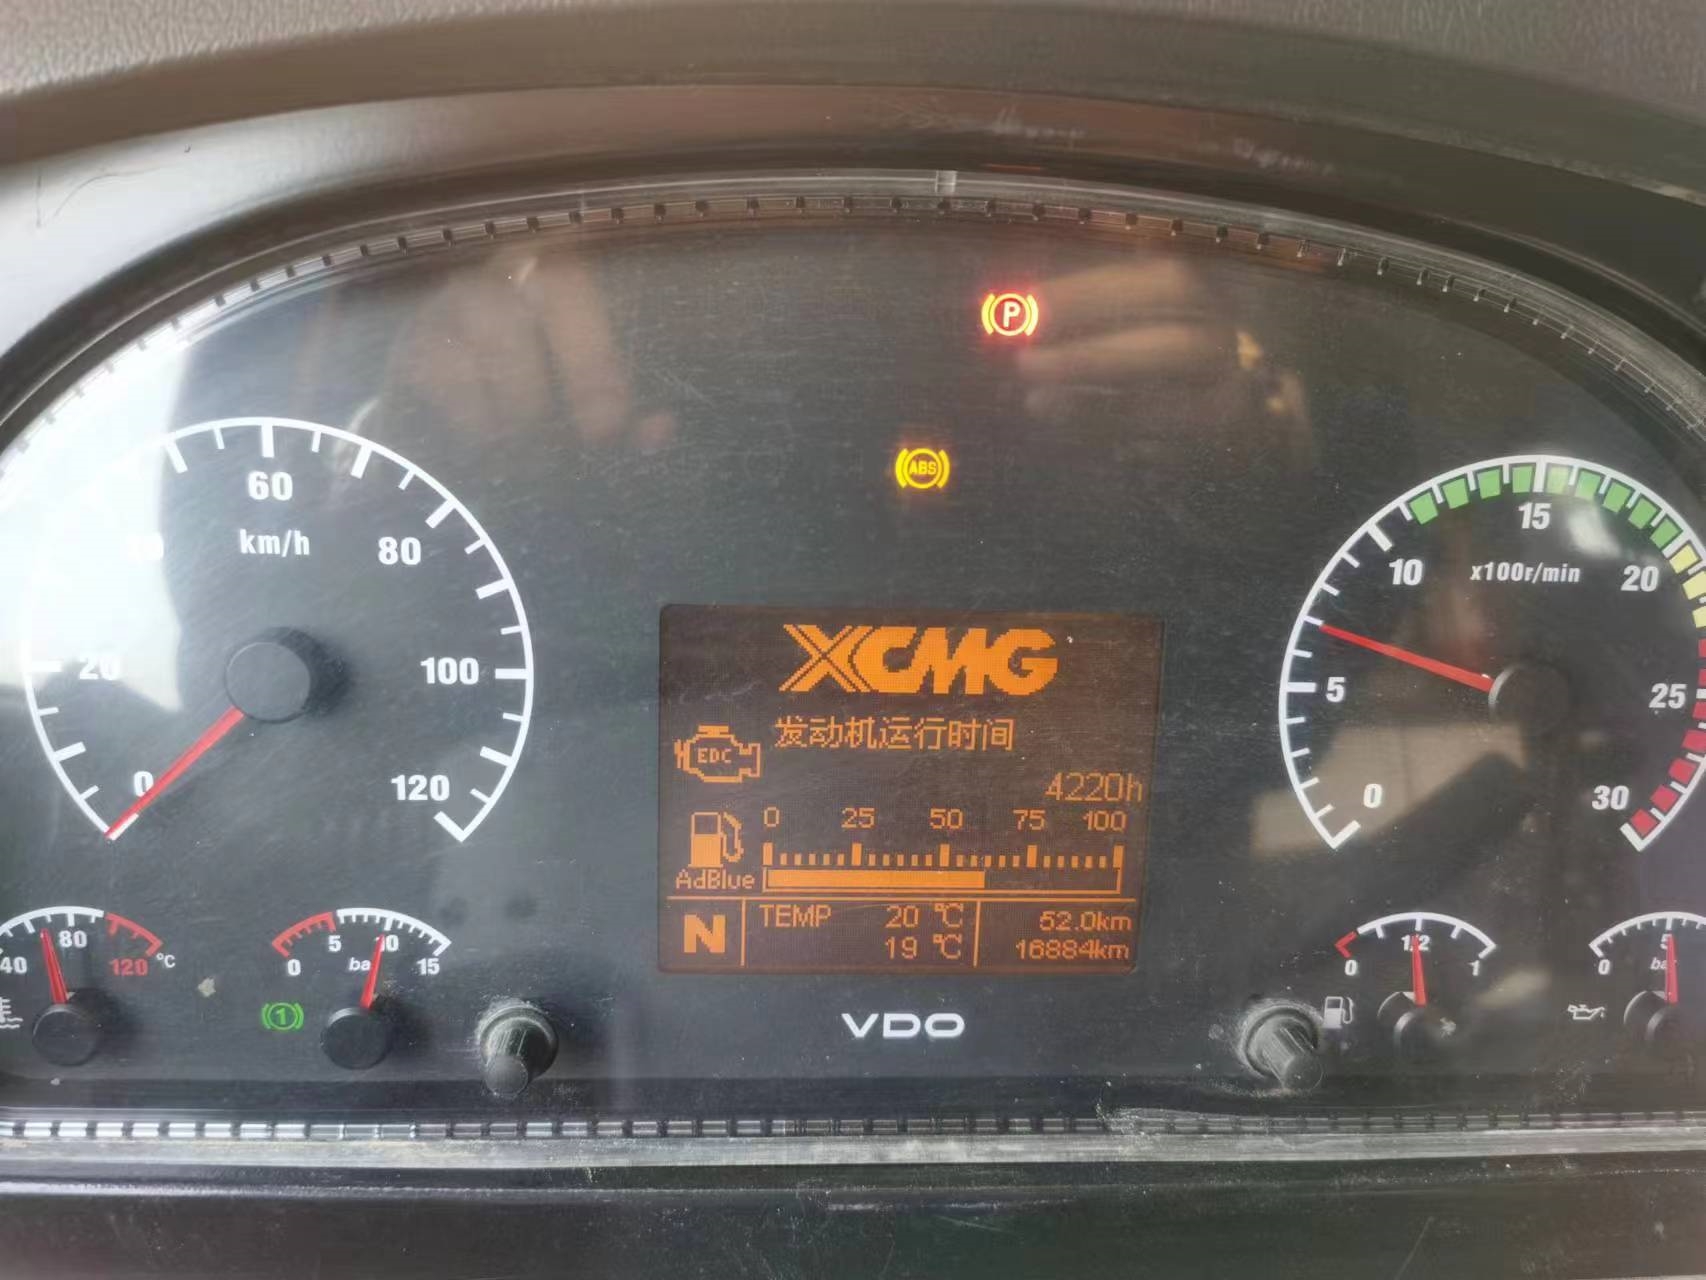 P
ABS
60
km/h
80
20
100
0
120
15
10
x100r/min
20
5
25
0
30
XCMG
发动机运行时间
EDC
4220h
0 25 50 75 100
AdBlue
N
TEMP 20 ℃ 52.0km
19 ℃ 16884km
40 80 120 ℃
0 5 10 15
1
0 1/2 1
0 5
VDO